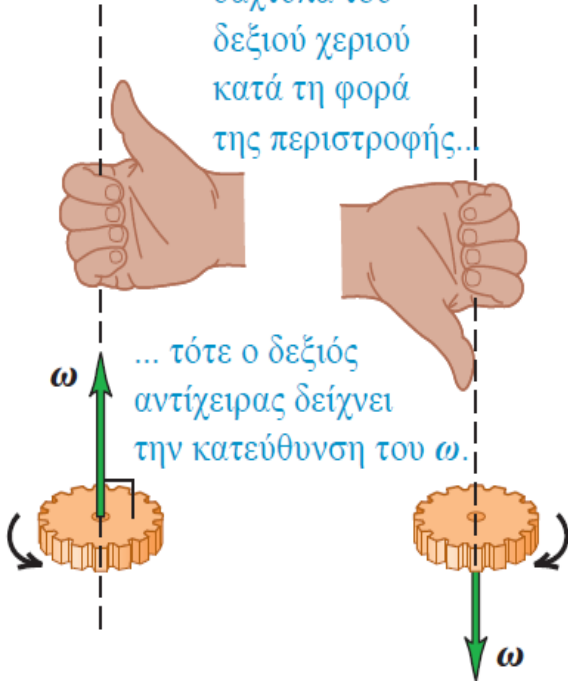 δεξιού χεριού
κατά τη φορά
της περιστροφής...
... τότε ο δεξιός
αντίχειρας δείχνει
την κατεύθυνση του ω.
ω
ω